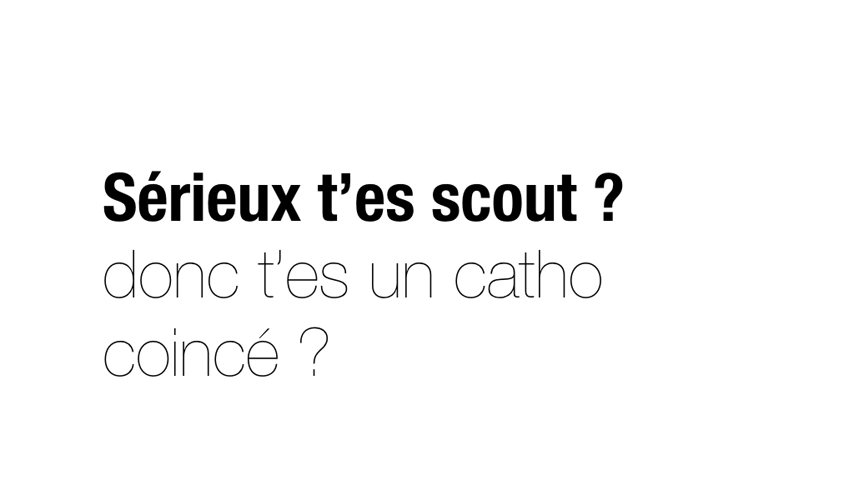 Sérieux t’es scout ?
donc t’es un catho
coincé ?